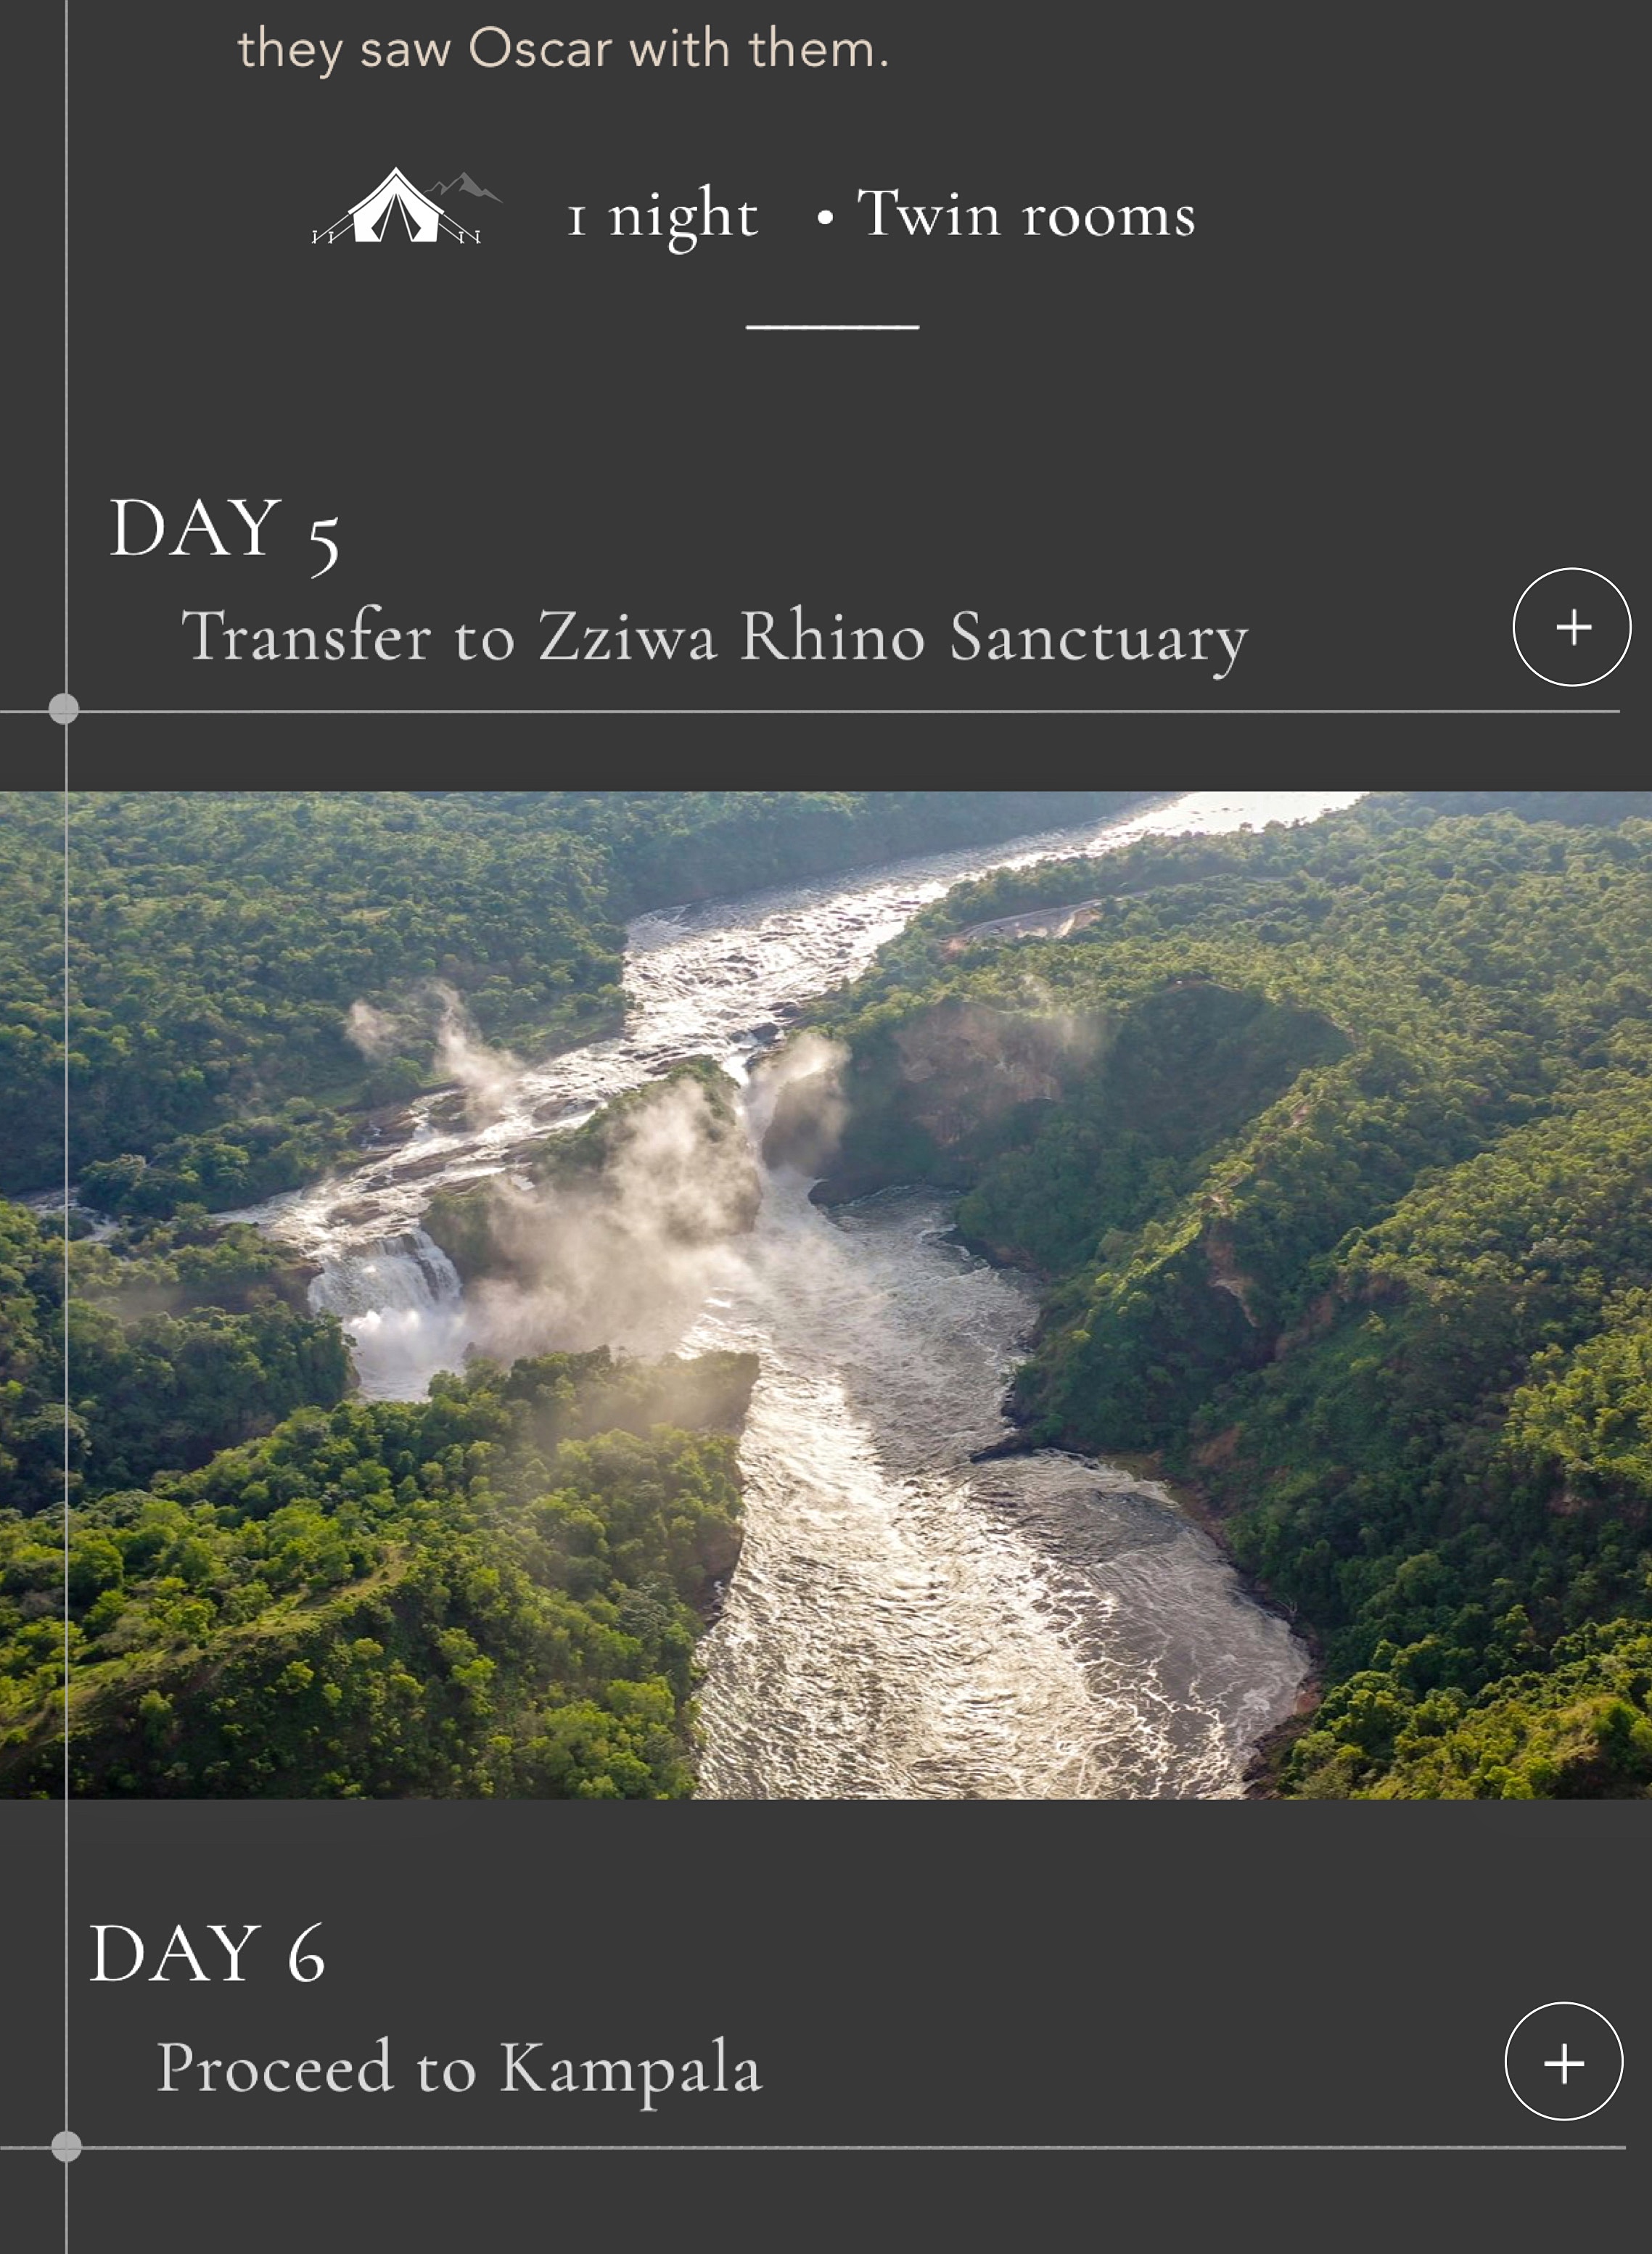 they saw Oscar with them.
1 night • Twin rooms
DAY 5
Transfer to Zziwa Rhino Sanctuary
+
DAY 6
Proceed to Kampala
+